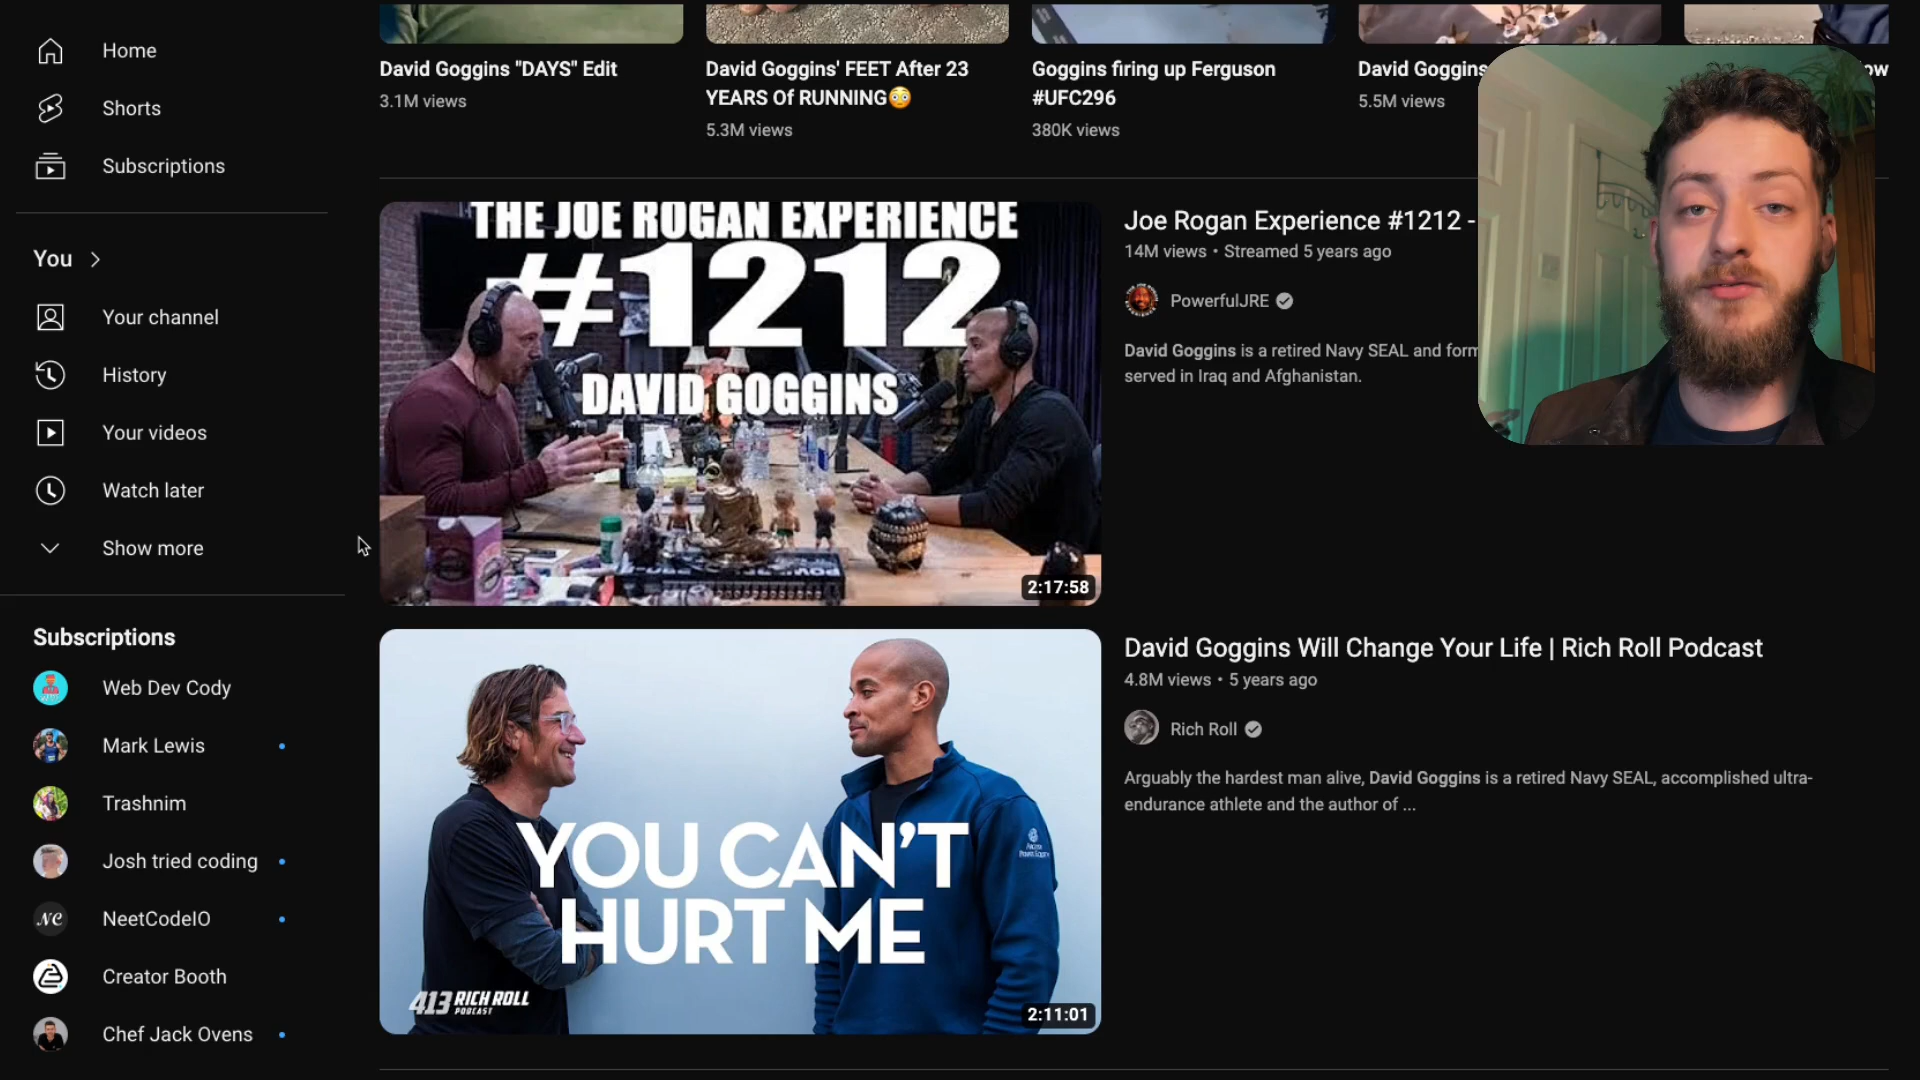 Home
Shorts
Subscriptions
You
Your channel
History
Your videos
Watch later
Show more
Subscriptions
Web Dev Cody
Mark Lewis
Trashnim
Josh tried coding
NC
NeetCodeIO
Creator Booth
Chef Jack Ovens
David Goggins "DAYS" Edit
3.1M views
David Goggins' FEET After 23
YEARS Of RUNNING😳
5.3M views
Goggins firing up Ferguson
#UFC296
380K views
David Goggins
5.5M views
ow
THE JOE ROGAN EXPERIENCE
#1212
DAVID GOGGINS
2:17:58
Joe Rogan Experience #1212 -
14M views • Streamed 5 years ago
PowerfulJRE
David Goggins is a retired Navy SEAL and form
served in Iraq and Afghanistan.
YOU CAN'T
HURT ME
413 RICH ROLL
PODCAST
2:11:01
David Goggins Will Change Your Life | Rich Roll Podcast
4.8M views • 5 years ago
Rich Roll
Arguably the hardest man alive, David Goggins is a retired Navy SEAL, accomplished ultra-
endurance athlete and the author of ...